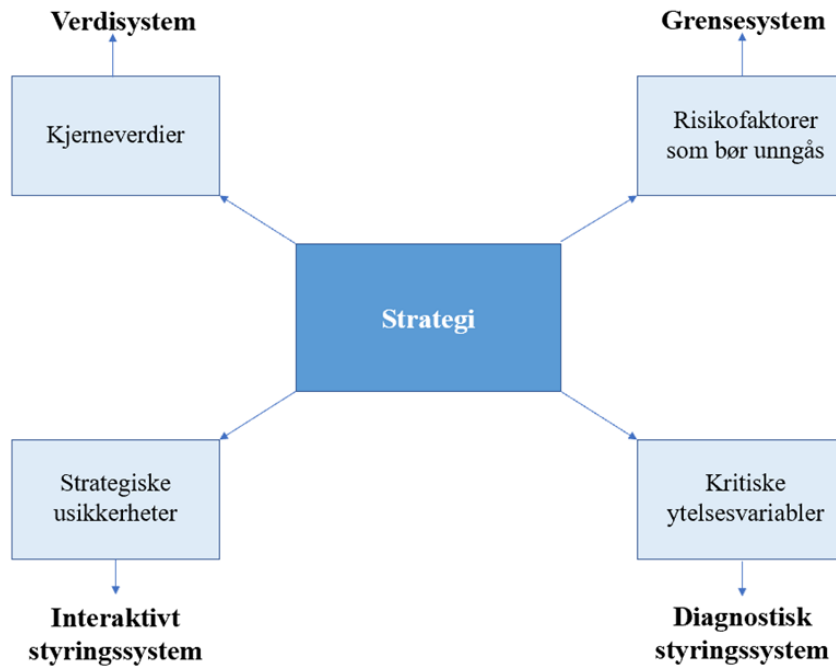 Verdisystem
Grensesystem
Kjerneverdier
Risikofaktorer
som bør unngås
Strategi
Strategiske
usikkerheter
Kritiske
ytelsesvariabler
Interaktivt
styringssystem
Diagnostisk
styringssystem